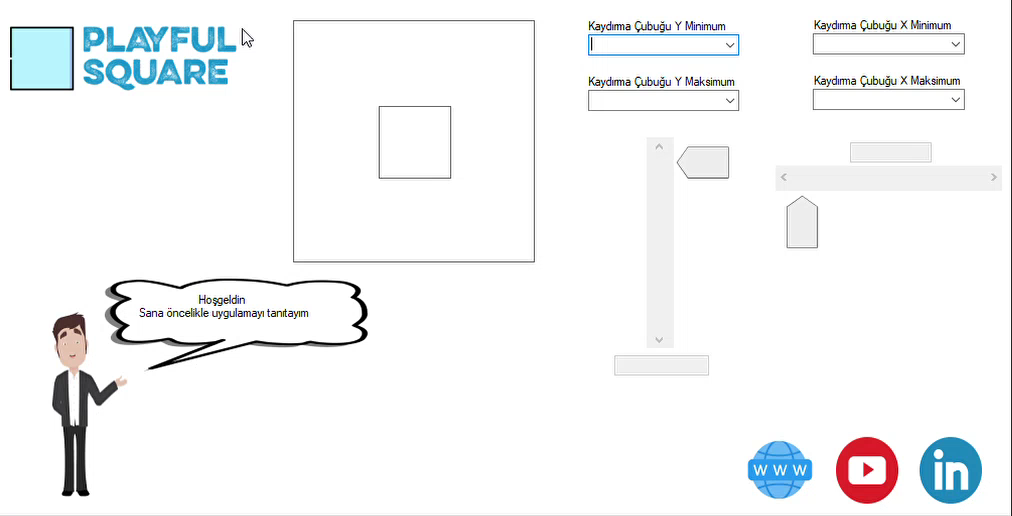 PLAYFUL
SQUARE
Kaydırma Çubuğu Y Minimum
Kaydırma Çubuğu X Minimum
Kaydırma Çubuğu Y Maksimum
Kaydırma Çubuğu X Maksimum
Hoşgeldin
Sana öncelikle uygulamayı tanıtayım
WWW
in